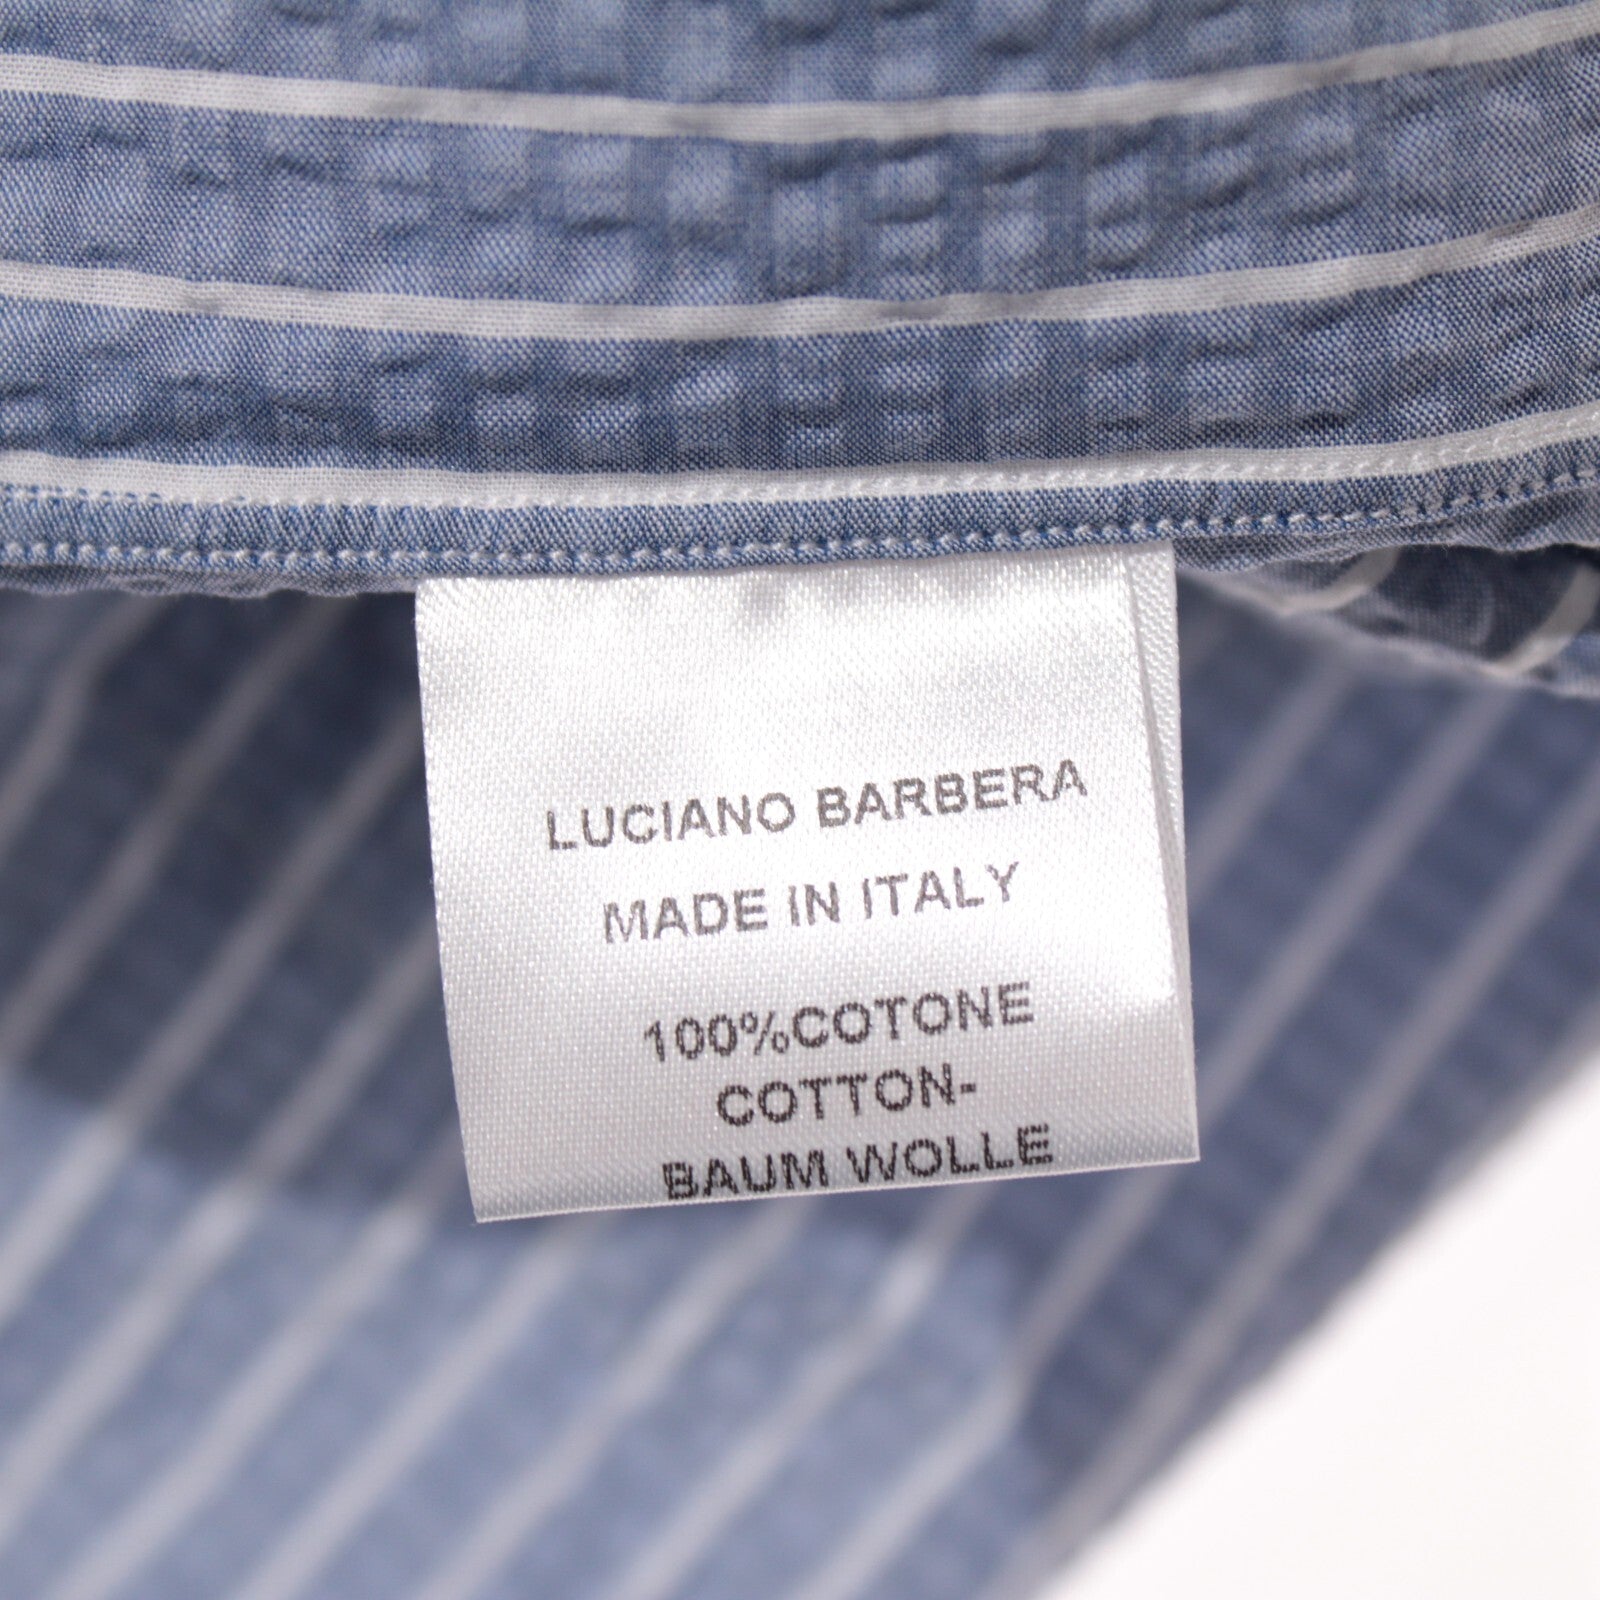 LUCIANO BARBERA
MADE IN ITALY
100%COTONE
COTTON-
BAUM WOLLE